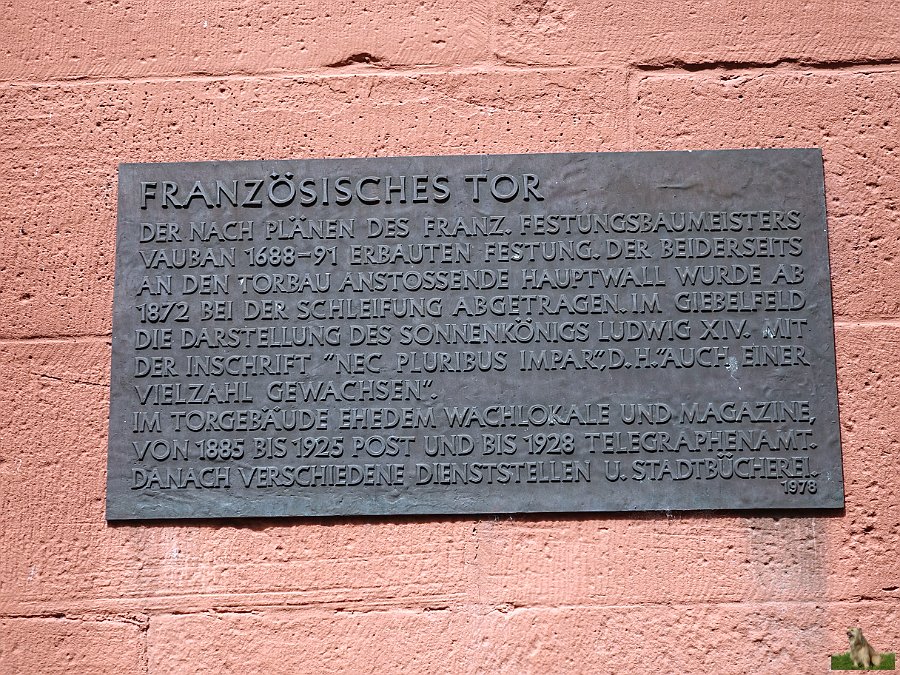 FRANZÖSISCHES TOR
DER NACH PLÄNEN DES FRANZ. FESTUNGSBAUMEISTERS
VAUBAN 1688-91 ERBAUTEN FESTUNG. DER BEIDERSEITS
AN DEN TORBAU ANSTOSSENDE HAUPTWALL WURDE AB
1872 BEI DER SCHLEIFUNG ABGETRAGEN. IM GIEBELFELD
DIE DARSTELLUNG DES SONNENKÖNIGS LUDWIG XIV. MIT
DER INSCHRIFT "NEC PLURIBUS IMPAR", D.H. "AUCH EINER
VIELZAHL GEWACHSEN".
IM TORGEBÄUDE EHEDEM WACHLOKALE UND MAGAZINE,
VON 1885 BIS 1925 POST UND BIS 1928 TELEGRAPHENAMT.
DANACH VERSCHIEDENE DIENSTSTELLEN U. STADTBÜCHEREI.
1978